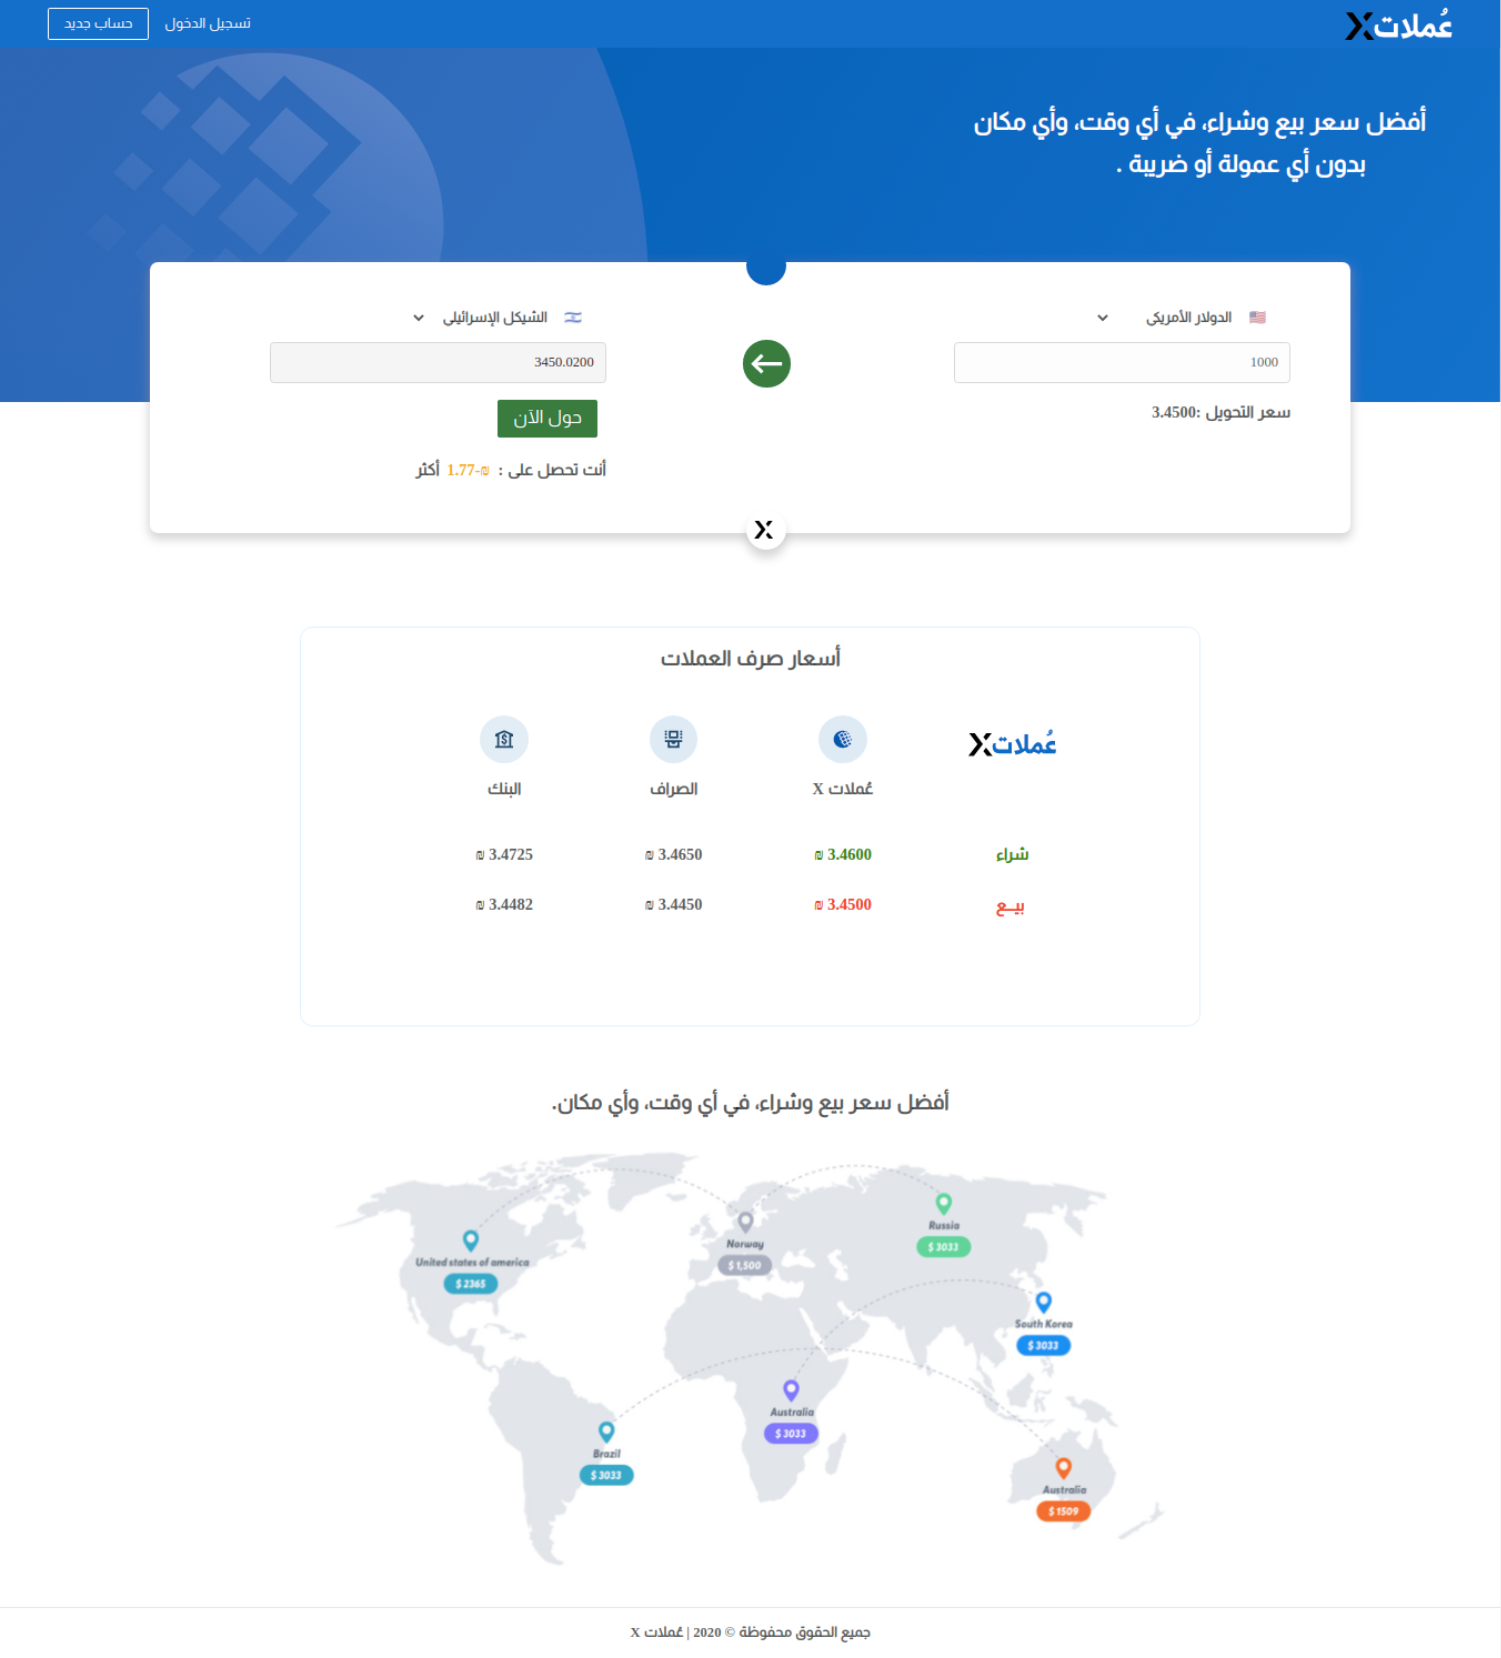 عُملاتX
تسجيل الدخول
حساب جديد
أفضل سعر بيع وشراء، في أي وقت، وأي مكان
بدون أي عمولة أو ضريبة .
الدولار الأمريكي
1000
سعر التحويل :3.4500
الشيكل الإسرائيلي
3450.0200
حول الآن
أنت تحصل على : ₪-1.77 أكثر
X
أسعار صرف العملات
عُملاتX
عُملات X
الصراف
البنك
شراء
3.4600 ₪
3.4650 ₪
3.4725 ₪
بيــع
3.4500 ₪
3.4450 ₪
3.4482 ₪
أفضل سعر بيع وشراء، في أي وقت، وأي مكان.
Russia
$ 3033
Norway
$ 1,500
United states of america
$ 2365
South Korea
$ 3033
Australia
$ 3033
Brazil
$ 3033
Australia
$ 1509
جميع الحقوق محفوظة © 2020 | عُملات X